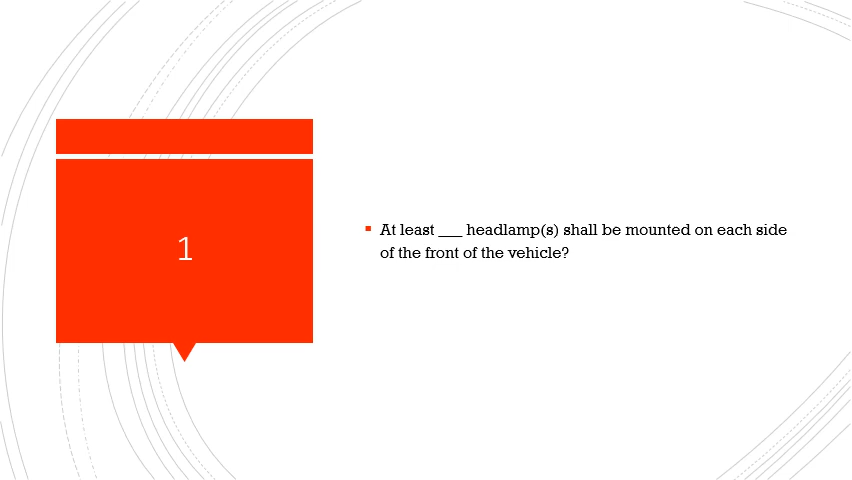 1
At least ___ headlamp(s) shall be mounted on each side
of the front of the vehicle?